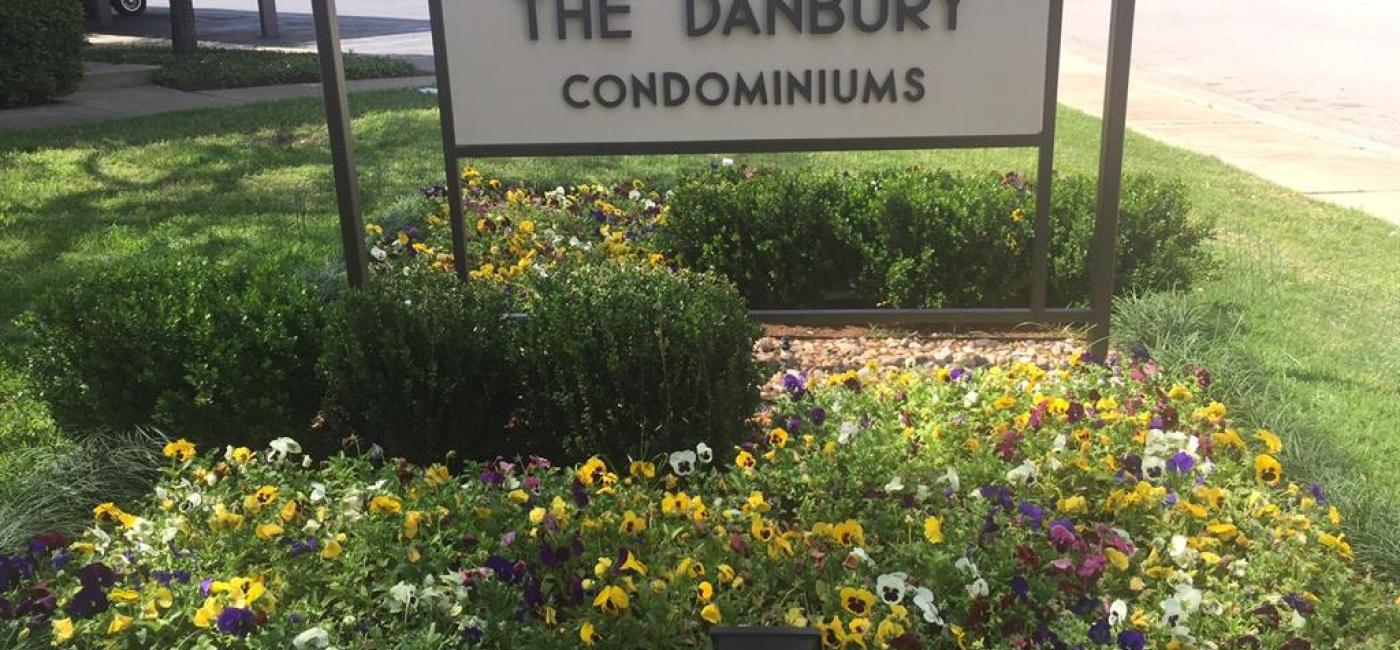 THE DANBURY
CONDOMINIUMS